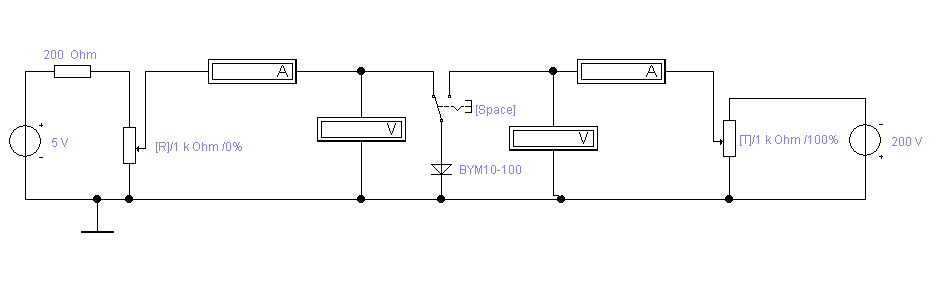 200 Ohm
A
A
V
[Space]
V
+
5 V
-
[R]/1 k Ohm /0%
[T]/1 k Ohm /100%
-
200 V
+
BYM10-100